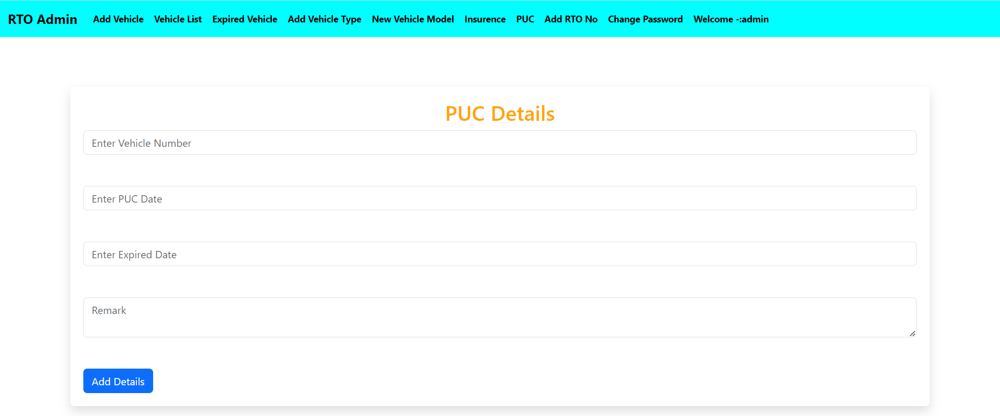 RTO Admin Add Vehicle Vehicle List Expired Vehicle Add Vehicle Type New Vehicle Model Insurence PUC Add RTO No Change Password Welcome -:admin
PUC Details
Enter Vehicle Number
Enter PUC Date
Enter Expired Date
Remark
Add Details